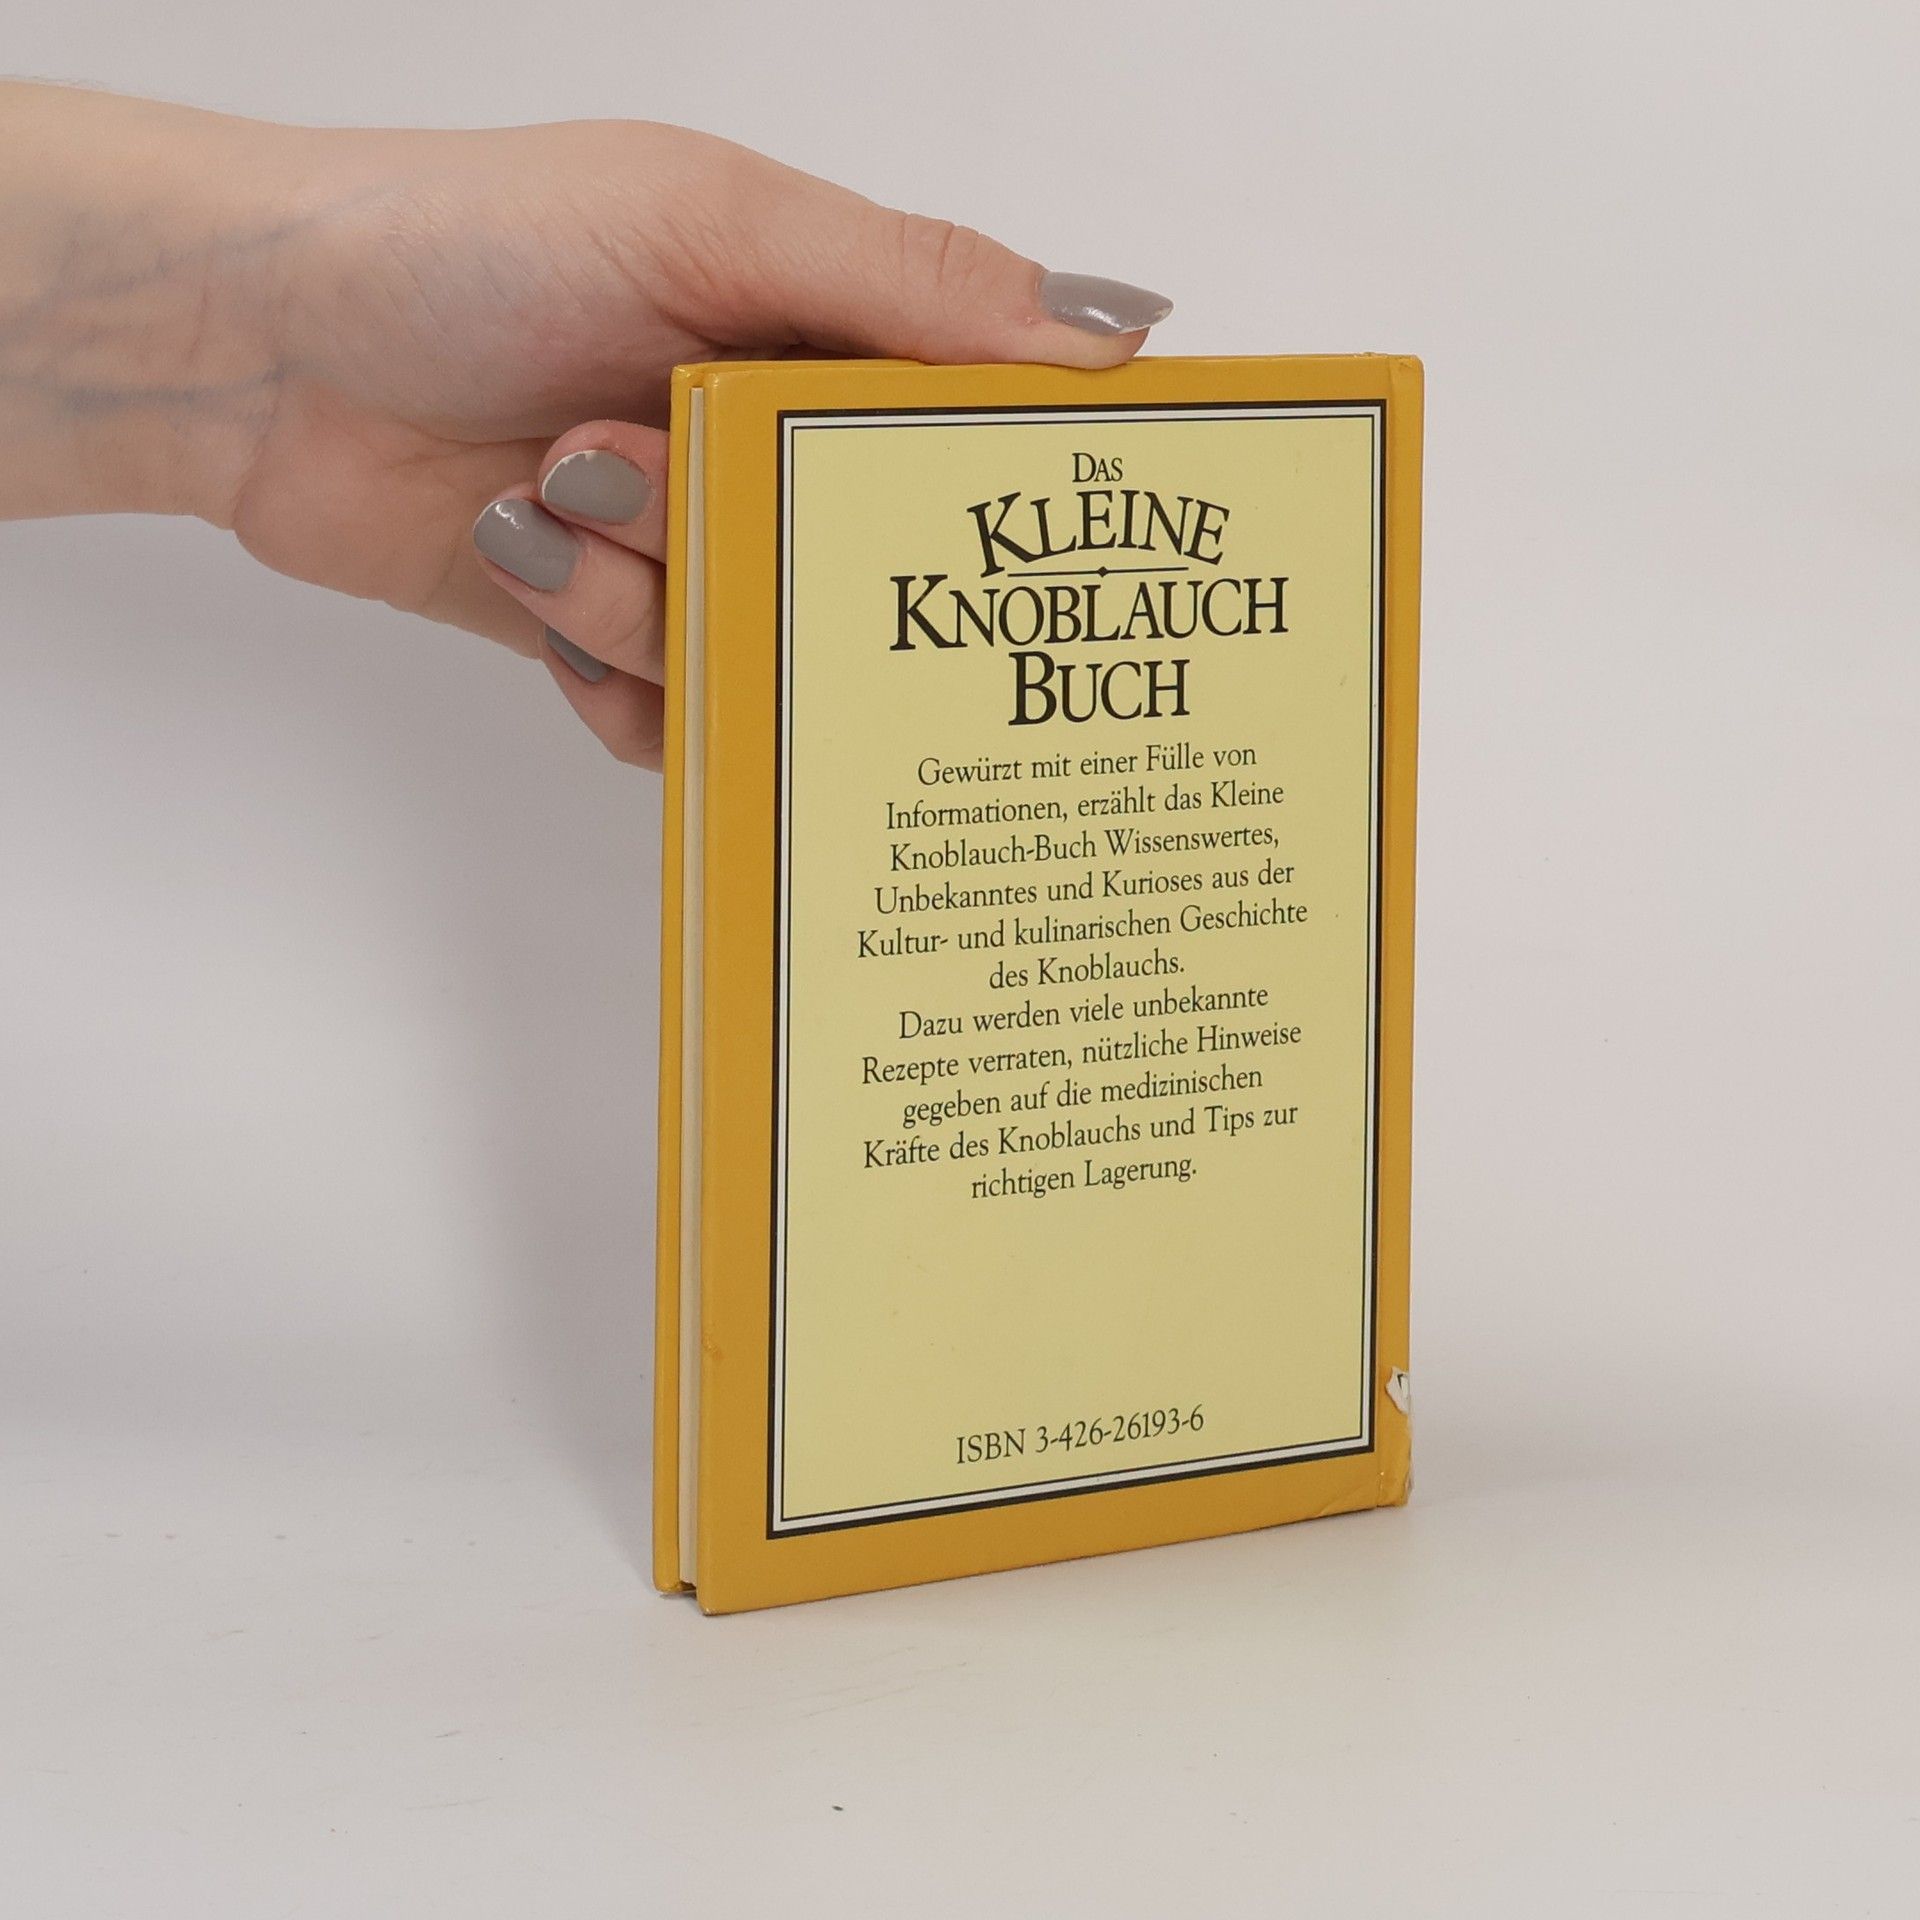 DAS
KLEINE
KNOBLAUCH
BUCH
Gewürzt mit einer Fülle von
Informationen, erzählt das Kleine
Knoblauch-Buch Wissenswertes,
Unbekanntes und Kurioses aus der
Kultur- und kulinarischen Geschichte
des Knoblauchs.
Dazu werden viele unbekannte
Rezepte verraten, nützliche Hinweise
gegeben auf die medizinischen
Kräfte des Knoblauchs und Tips zur
richtigen Lagerung.
ISBN 3-426-26193-6